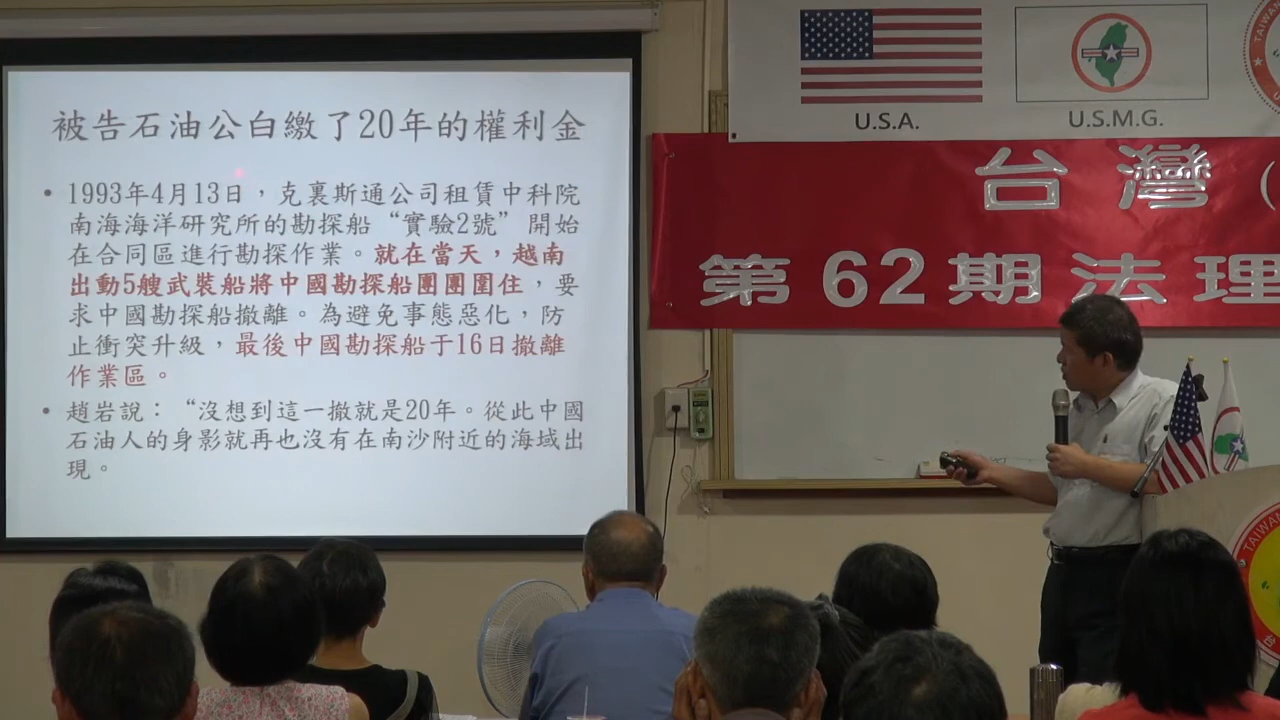 被告石油公白繳了20年的權利金
• 1993年4月13日，克裏斯通公司租賃中科院
南海海洋研究所的勘探船“實驗2號”開始
在合同區進行勘探作業。就在當天，越南
出動5艘武裝船將中國勘探船團團圍住，要
求中國勘探船撤離。為避免事態惡化，防
止衝突升級，最後中國勘探船于16日撤離
作業區。
• 趙岩說：“沒想到這一撤就是20年。從此中國
石油人的身影就再也沒有在南沙附近的海域出
現。
U.S.A.
U.S.M.G.
TAIWAN
台灣(
第62期法理
TAIWAN